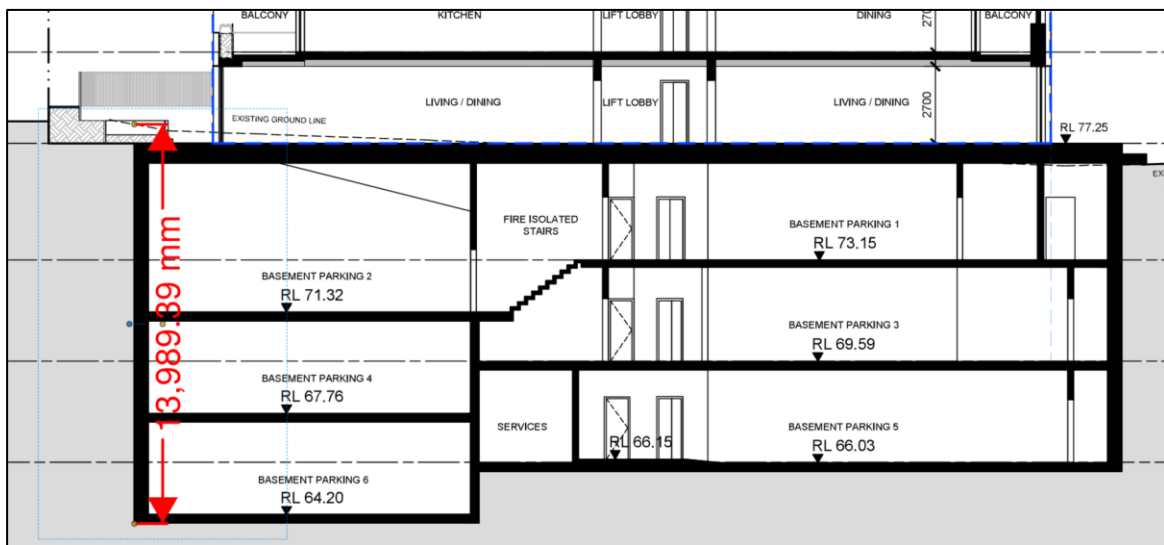 BALCONY
KITCHEN
LIFT LOBBY
DINING
BALCONY
LIVING / DINING
LIFT LOBBY
LIVING / DINING
2700
EXISTING GROUND LINE
RL 77.25
13,989.39 mm
FIRE ISOLATED
STAIRS
BASEMENT PARKING 1
RL 73.15
BASEMENT PARKING 2
RL 71.32
BASEMENT PARKING 3
RL 69.59
BASEMENT PARKING 4
RL 67.76
SERVICES
RL 66.15
BASEMENT PARKING 5
RL 66.03
BASEMENT PARKING 6
RL 64.20